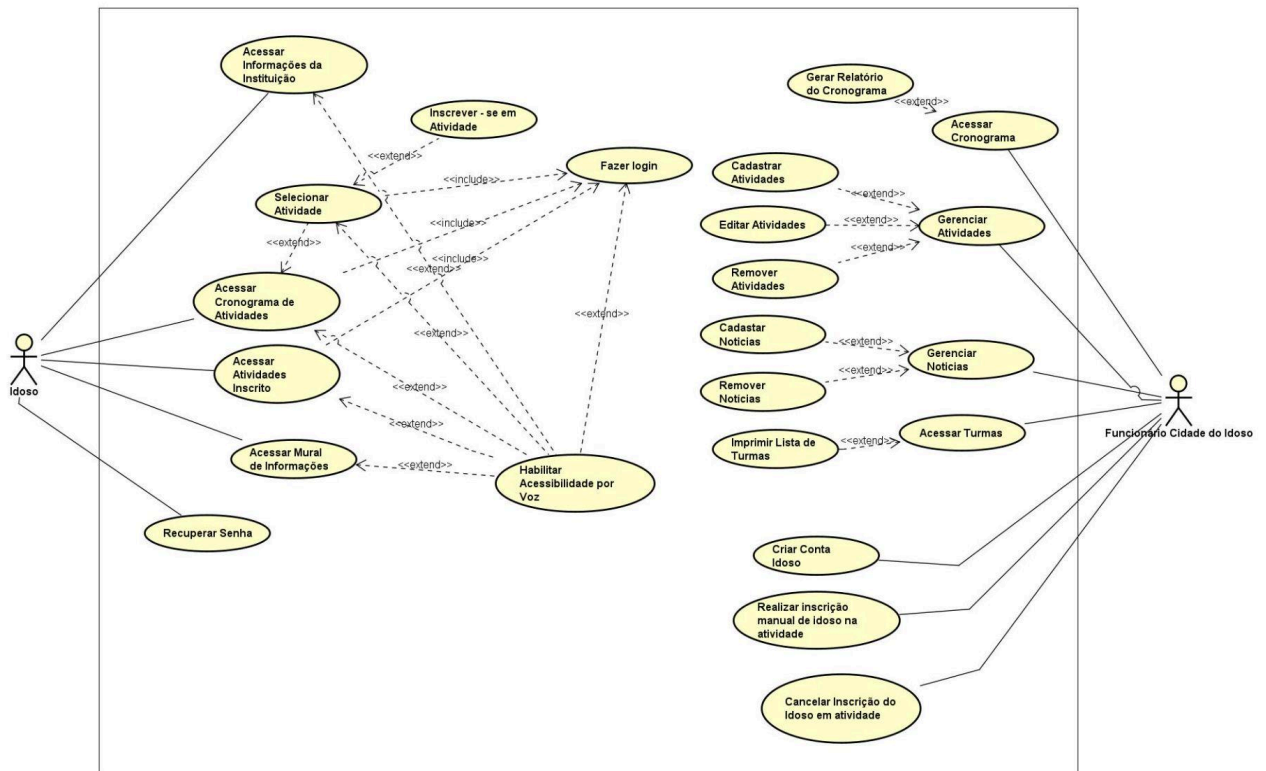 Acessar
Informações da
Instituição
Gerar Relatório
do Cronograma
<<extend>>
Inscrever - se em
Atividade
Acessar
Cronograma
<<extend>>
Fazer login
Cadastrar
Atividades
<<include>>
<<extend>>
Selecionar
Atividade
Editar Atividades
<<extend>>
Gerenciar
Atividades
<<include>>
<<extend>>
<<extend>>
<<include>>
<<extend>>
Remover
Atividades
Acessar
Cronograma de
Atividades
<<extend>>
<<extend>>
Cadastar
Noticias
<<extend>>
Gerenciar
Noticias
Acessar
Atividades
Inscrito
Idoso
<<extend>>
Remover
Noticias
<<extend>>
<<extend>>
Acessar Turmas
Funcionário Cidade do Idoso
Imprimir Lista de
Turmas
<<extend>>
Acessar Mural
de Informações
<<extend>>
Habilitar
Acessibilidade por
Voz
Recuperar Senha
Criar Conta
Idoso
Realizar inscrição
manual de idoso na
atividade
Cancelar Inscrição do
Idoso em atividade